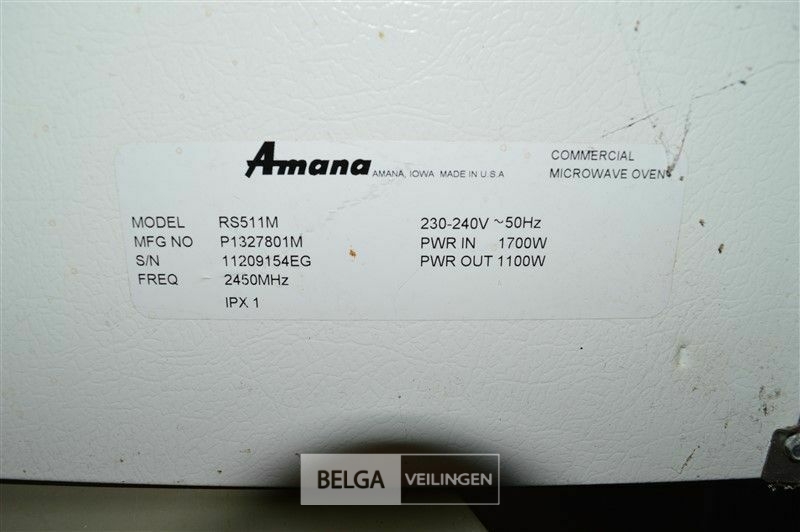 Amana AMANA, IOWA MADE IN U.S.A
COMMERCIAL
MICROWAVE OVEN
MODEL RS511M
MFG NO P1327801M
S/N 11209154EG
FREQ 2450MHz
IPX 1
230-240V ~50Hz
PWR IN 1700W
PWR OUT 1100W
BELGA VEILINGEN